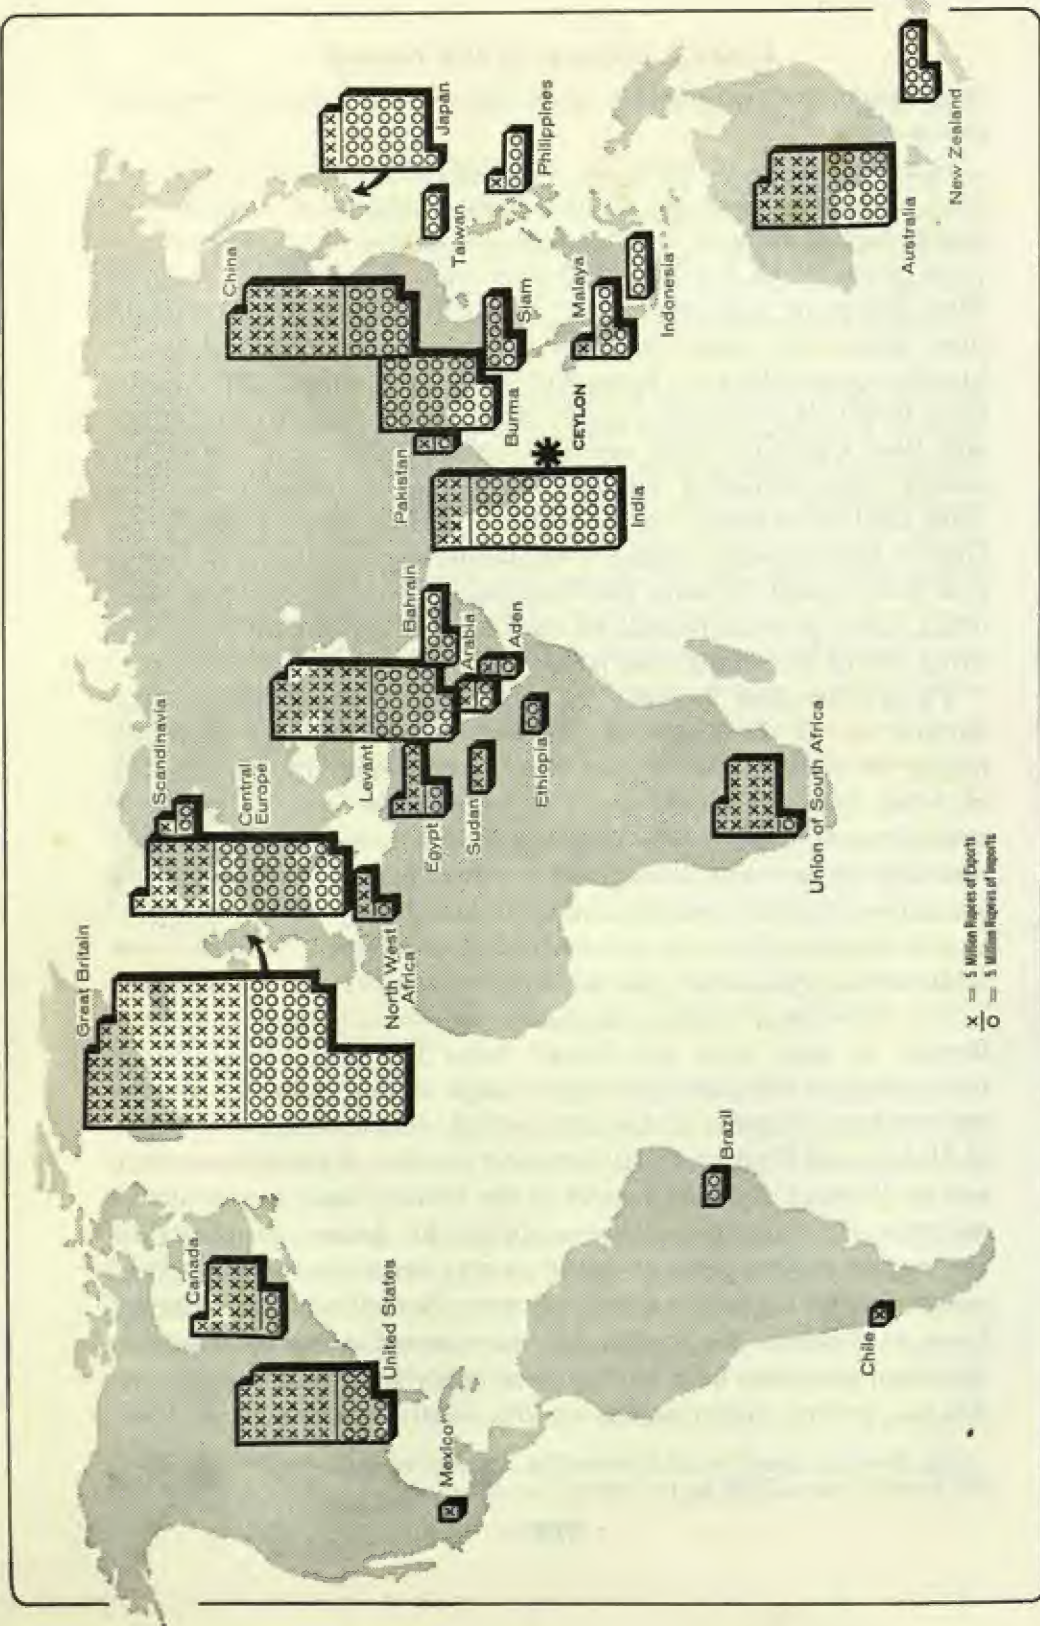 Great Britain
Scandinavia
Central
Europe
China
Japan
Canada
United States
North West
Africa
Levant
Egypt
Sudan
Ethiopia
Bahrain
Arabia
Aden
Pakistan
India
Burma
CEYLON
Siam
Taiwan
Philippines
Malaya
Indonesia
Mexico
Brazil
Chile
Union of South Africa
Australia
New Zealand
X = 5 Million Rupees of Exports
O = 5 Million Rupees of Imports